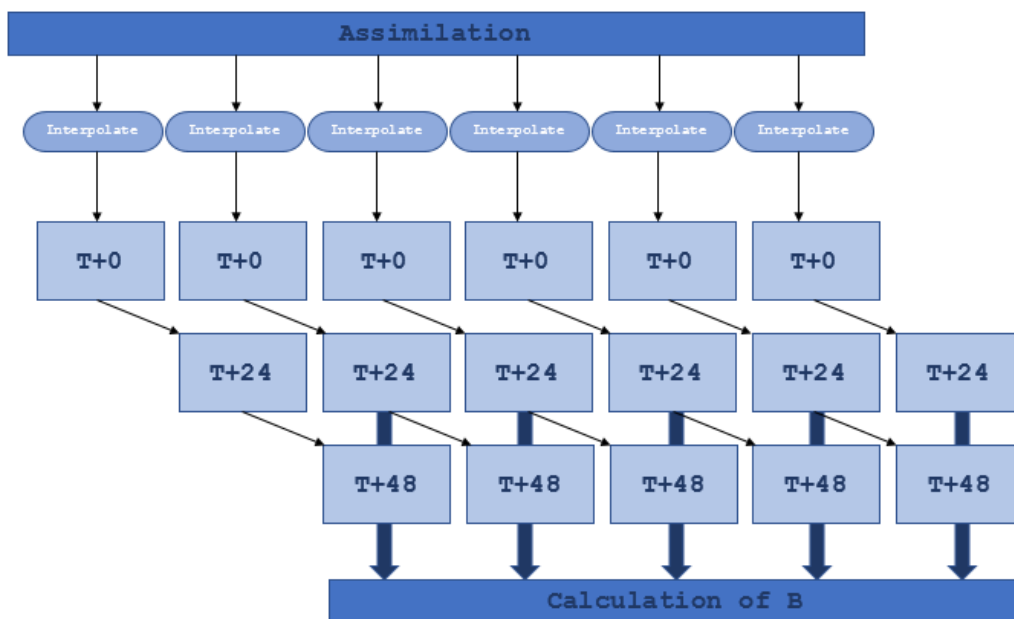 Assimilation
Interpolate Interpolate Interpolate Interpolate Interpolate Interpolate
T+0 T+0 T+0 T+0 T+0 T+0
T+24 T+24 T+24 T+24 T+24 T+24
T+48 T+48 T+48 T+48 T+48
Calculation of B